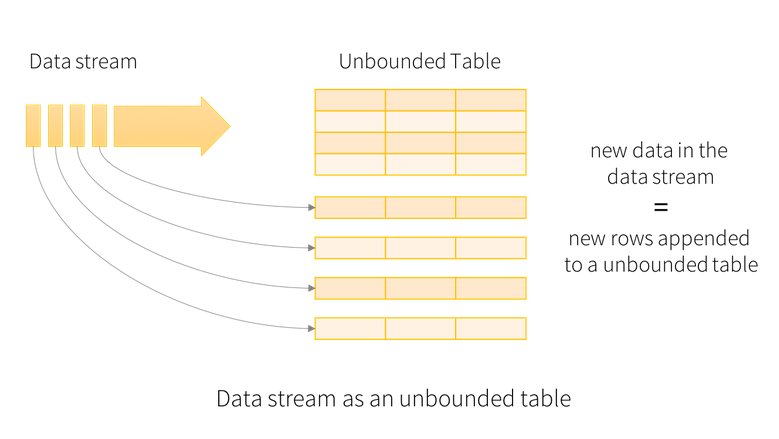 Data stream
Unbounded Table
new data in the
data stream
=
new rows appended
to a unbounded table
Data stream as an unbounded table